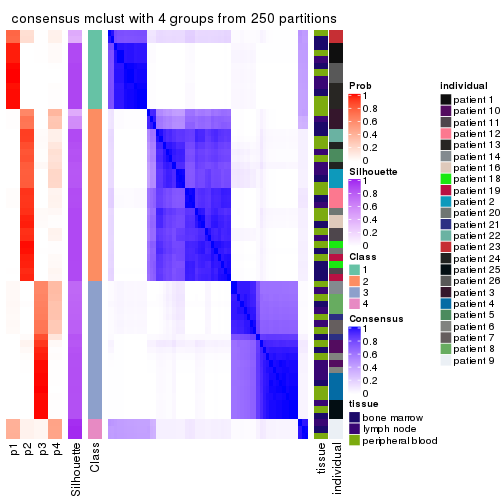 consensus mclust with 4 groups from 250 partitions
p1
p2
p3
p4
Silhouette
Class
tissue
individual
Prob
1
0.8
0.6
0.4
0.2
0
Silhouette
1
0.8
0.6
0.4
0.2
0
Class
1
2
3
4
Consensus
1
0.8
0.6
0.4
0.2
0
tissue
bone marrow
lymph node
peripheral blood
individual
patient 1
patient 10
patient 11
patient 12
patient 13
patient 14
patient 16
patient 18
patient 19
patient 2
patient 20
patient 21
patient 22
patient 23
patient 24
patient 25
patient 26
patient 3
patient 4
patient 5
patient 6
patient 7
patient 8
patient 9